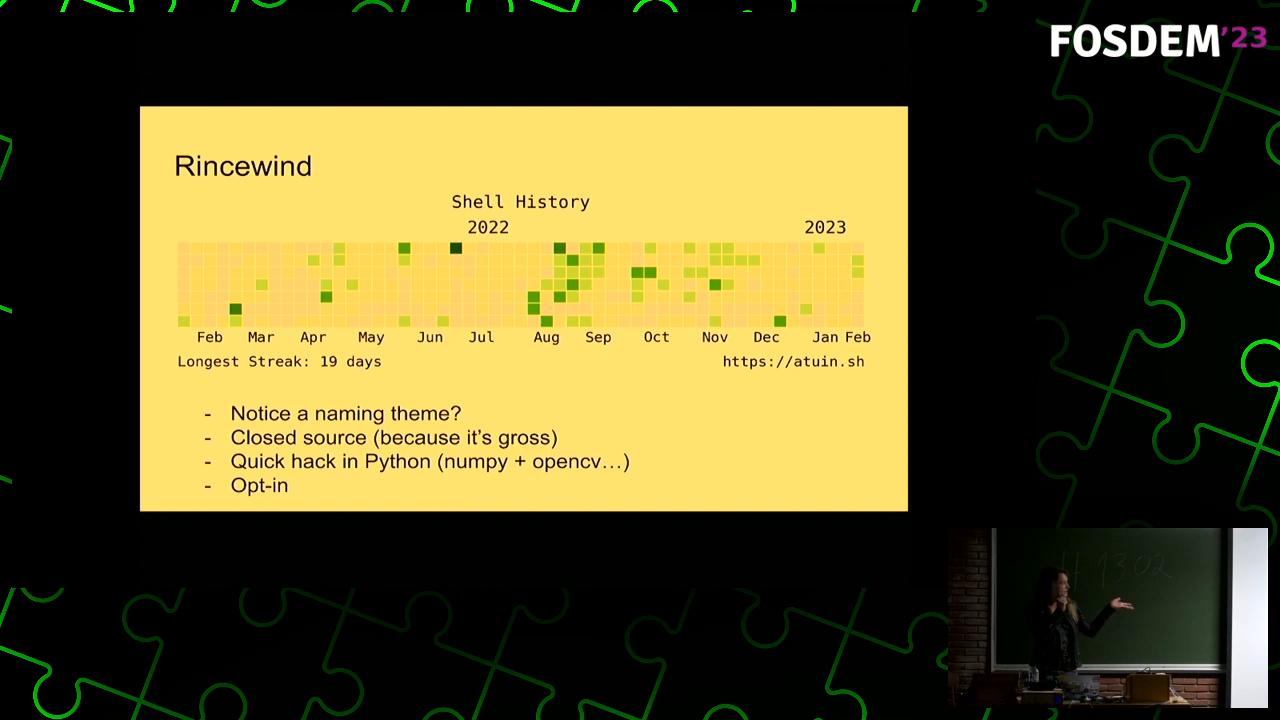 FOSDEM'23
Rincewind
Shell History
2022 2023
Feb Mar Apr May Jun Jul Aug Sep Oct Nov Dec Jan Feb
Longest Streak: 19 days https://atuin.sh
- Notice a naming theme?
- Closed source (because it's gross)
- Quick hack in Python (numpy + opencv…)
- Opt-in
H.1302